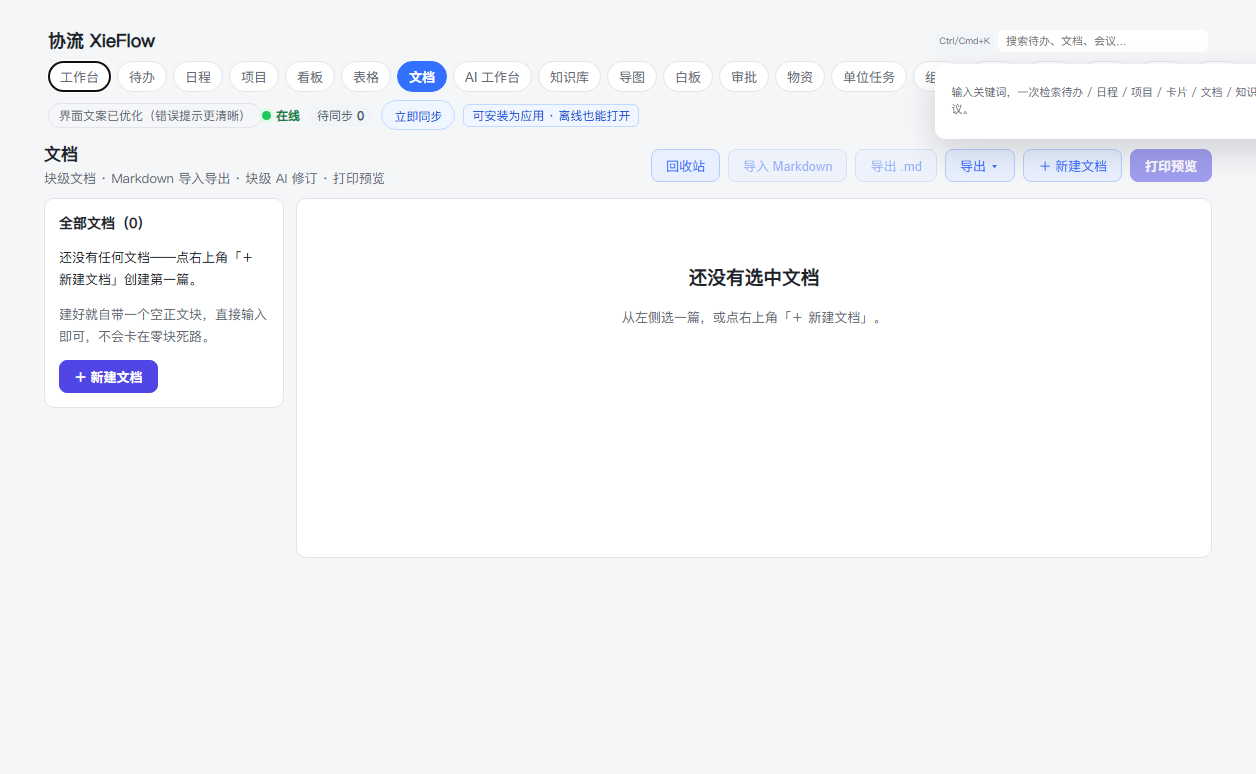 协流 XieFlow
Ctrl/Cmd+K
搜索待办、文档、会议...
工作台
待办
日程
项目
看板
表格
文档
AI 工作台
知识库
导图
白板
审批
物资
单位任务
输入关键词，一次检索待办 / 日程 / 项目 / 卡片 / 文档 / 知识
议。
界面文案已优化（错误提示更清晰）
在线
待同步 0
立即同步
可安装为应用 · 离线也能打开
文档
块级文档 · Markdown 导入导出 · 块级 AI 修订 · 打印预览
回收站
导入 Markdown
导出 .md
导出
＋ 新建文档
打印预览
全部文档（0）
还没有任何文档——点右上角「＋
新建文档」创建第一篇。
建好就自带一个空正文块，直接输入
即可，不会卡在零块死路。
＋ 新建文档
还没有选中文档
从左侧选一篇，或点右上角「＋ 新建文档」。